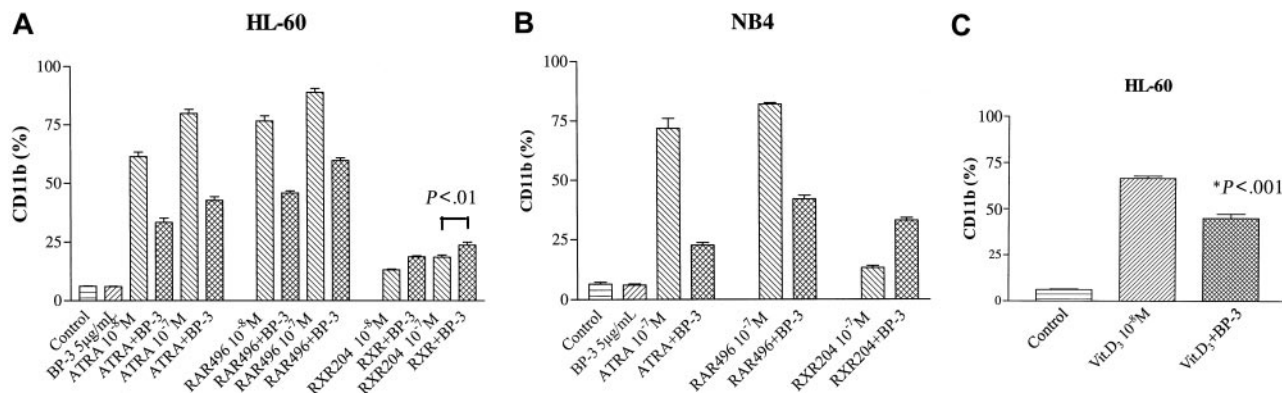 A
HL-60
CD11b (%)
100
75
50
25
0
P<.01
Control
BP-3 5µg/mL
ATRA 10⁻⁸M
ATRA+BP-3
ATRA 10⁻⁷M
ATRA+BP-3
RAR496 10⁻⁸M
RAR496+BP-3
RAR496 10⁻⁷M
RAR496+BP-3
RXR204 10⁻⁸M
RXR+BP-3
RXR204 10⁻⁷M
RXR+BP-3
B
NB4
CD11b (%)
100
75
50
25
0
Control
BP-3 5µg/mL
ATRA 10⁻⁷M
ATRA+BP-3
RAR496 10⁻⁷M
RAR496+BP-3
RXR204 10⁻⁷M
RXR204+BP-3
C
HL-60
CD11b (%)
100
75
50
25
0
*P<.001
Control
Vit.D₃ 10⁻⁸M
Vit.D₃+BP-3